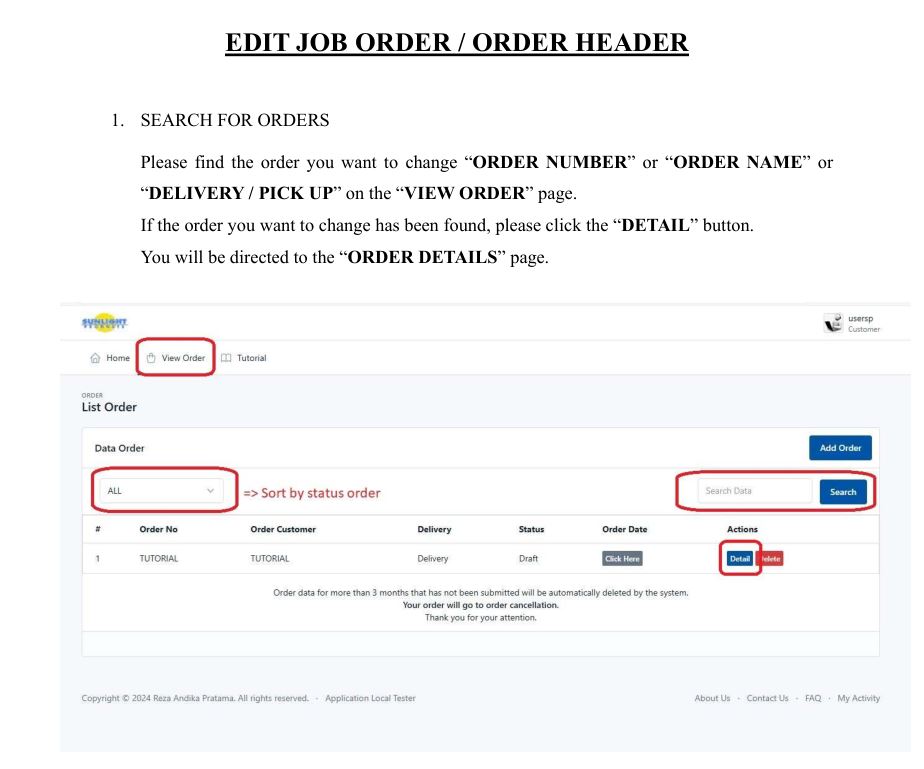 EDIT JOB ORDER / ORDER HEADER
1. SEARCH FOR ORDERS
Please find the order you want to change “ORDER NUMBER” or “ORDER NAME” or
“DELIVERY / PICK UP” on the “VIEW ORDER” page.
If the order you want to change has been found, please click the “DETAIL” button.
You will be directed to the “ORDER DETAILS” page.
SUNLIGHT
PRODUCTS
usersp
Customer
Home View Order Tutorial
ORDER
List Order
Data Order Add Order
ALL => Sort by status order Search Data Search
# Order No Order Customer Delivery Status Order Date Actions
1 TUTORIAL TUTORIAL Delivery Draft Click Here Detail Delete
Order data for more than 3 months that has not been submitted will be automatically deleted by the system.
Your order will go to order cancellation.
Thank you for your attention.
Copyright © 2024 Reza Andika Pratama. All rights reserved. · Application Local Tester About Us · Contact Us · FAQ · My Activity